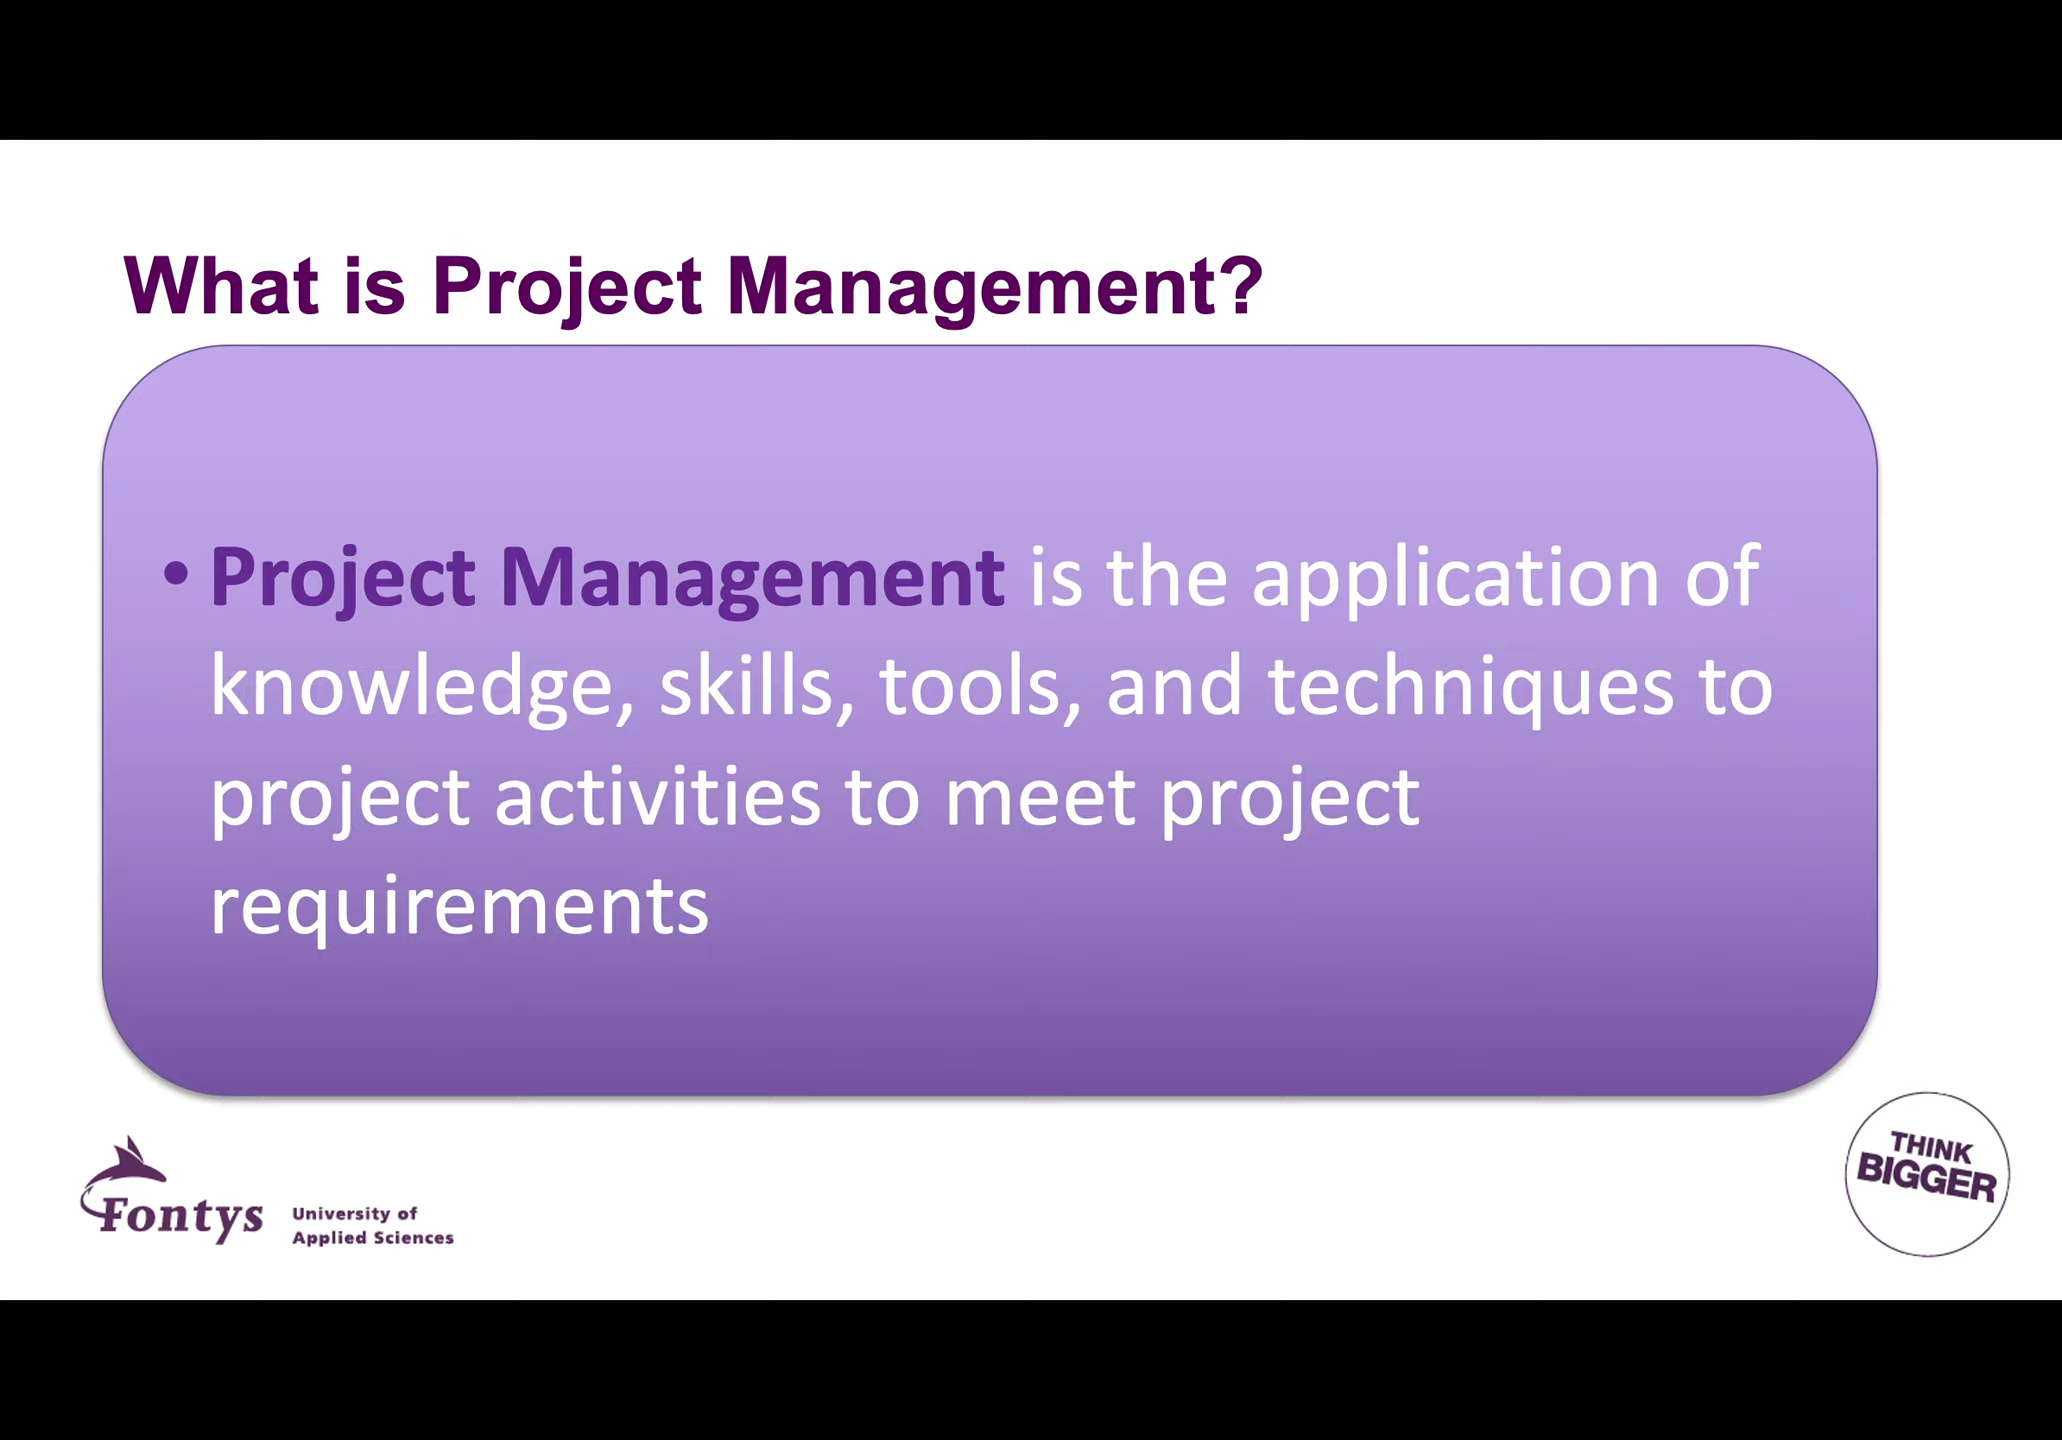 What is Project Management?
• Project Management is the application of
knowledge, skills, tools, and techniques to
project activities to meet project
requirements
Fontys
University of
Applied Sciences
THINK
BIGGER